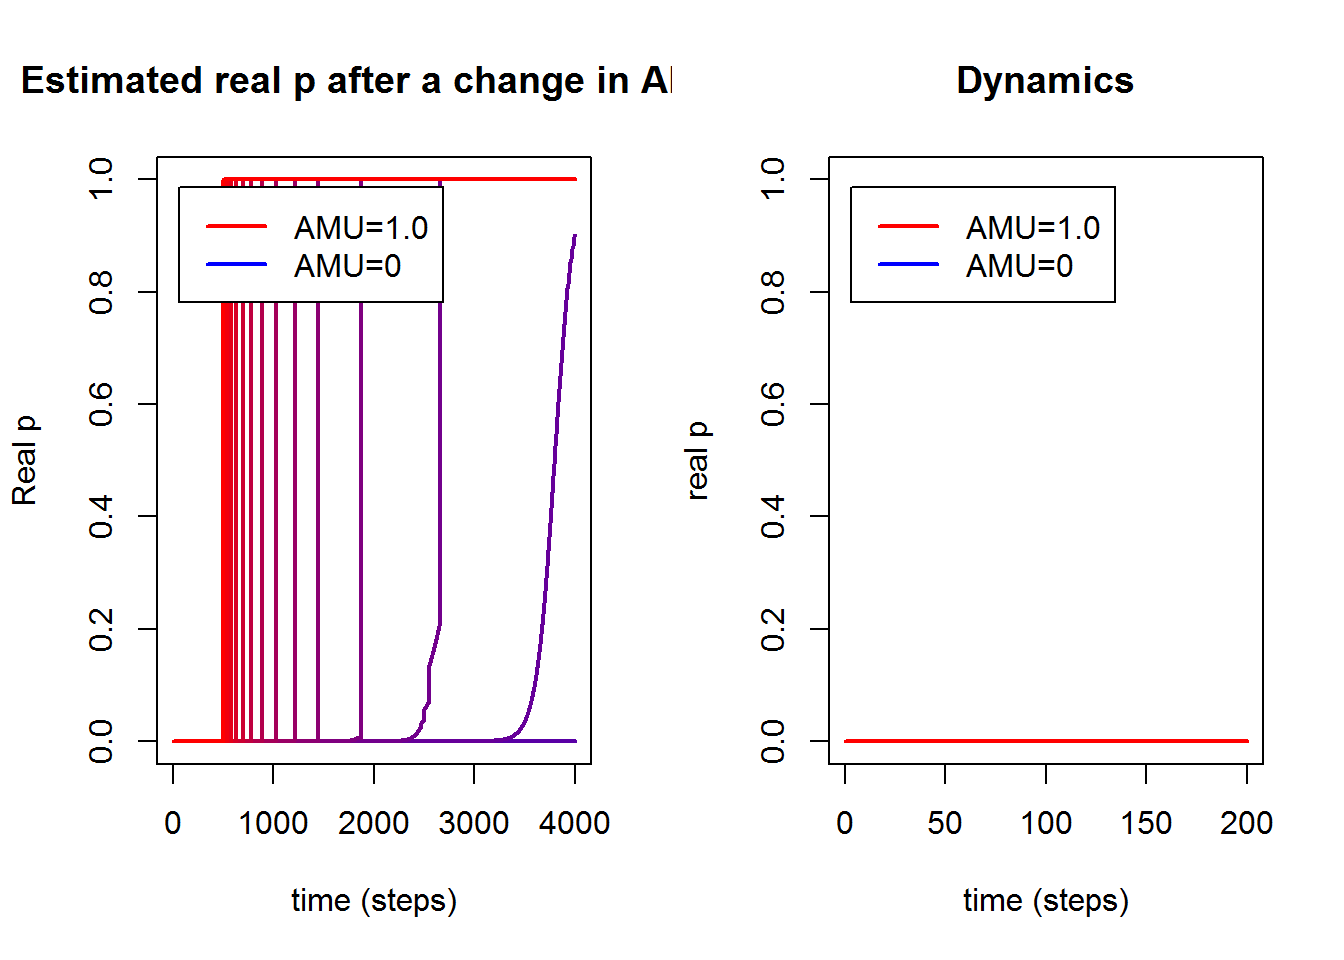 Estimated real p after a change in Al
Real p
1.0
0.8
0.6
0.4
0.2
0.0
AMU=1.0
AMU=0
0 1000 2000 3000 4000
time (steps)
Dynamics
real p
1.0
0.8
0.6
0.4
0.2
0.0
AMU=1.0
AMU=0
0 50 100 150 200
time (steps)